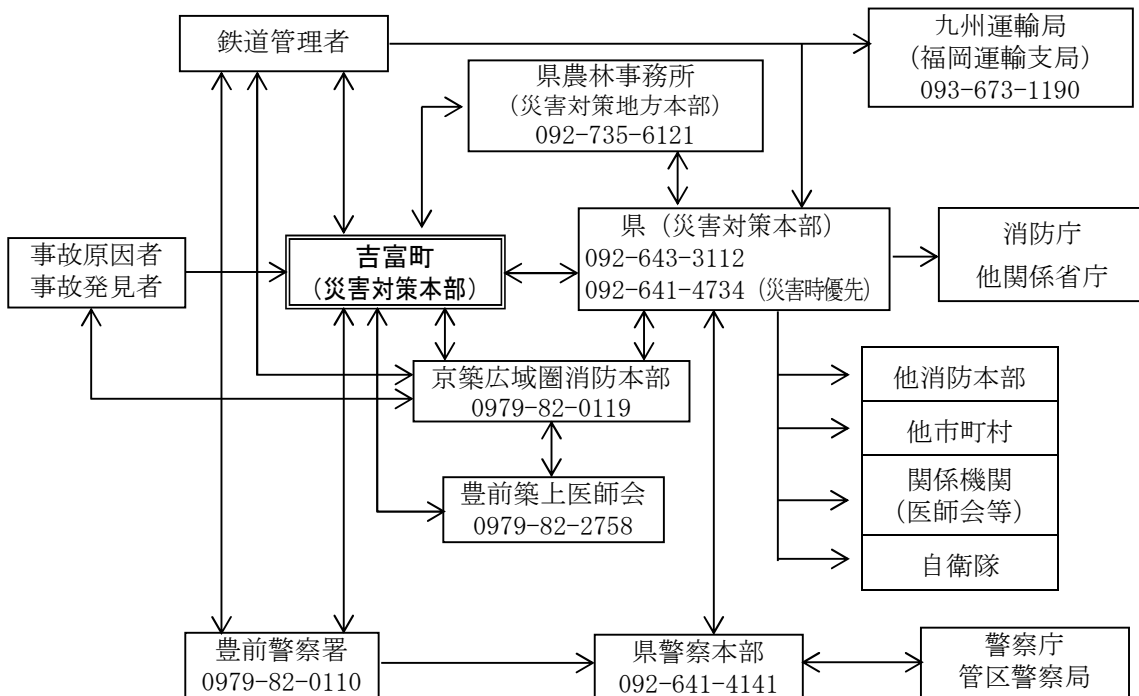 鉄道管理者
九州運輸局
（福岡運輸支局）
093-673-1190
県農林事務所
（災害対策地方本部）
092-735-6121
事故原因者
事故発見者
吉富町
（災害対策本部）
県（災害対策本部）
092-643-3112
092-641-4734（災害時優先）
消防庁
他関係省庁
京築広域圏消防本部
0979-82-0119
他消防本部
他市町村
関係機関
（医師会等）
自衛隊
豊前築上医師会
0979-82-2758
豊前警察署
0979-82-0110
県警察本部
092-641-4141
警察庁
管区警察局